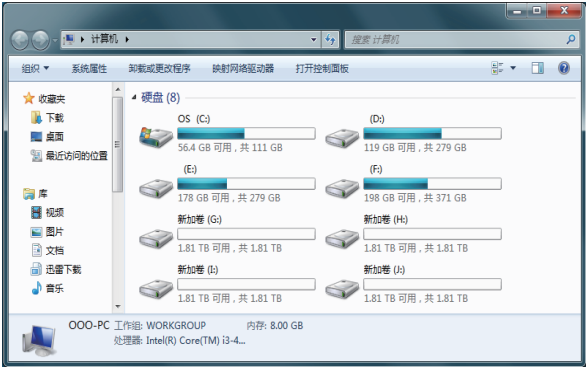 计算机
搜索 计算机
组织 系统属性 卸载或更改程序 映射网络驱动器 打开控制面板
收藏夹
下载
桌面
最近访问的位置
库
视频
图片
文档
迅雷下载
音乐
硬盘 (8)
OS (C:)
56.4 GB 可用，共 111 GB
(D:)
119 GB 可用，共 279 GB
(E:)
178 GB 可用，共 279 GB
(F:)
198 GB 可用，共 371 GB
新加卷 (G:)
1.81 TB 可用，共 1.81 TB
新加卷 (H:)
1.81 TB 可用，共 1.81 TB
新加卷 (I:)
1.81 TB 可用，共 1.81 TB
新加卷 (J:)
1.81 TB 可用，共 1.81 TB
OOO-PC 工作组: WORKGROUP 内存: 8.00 GB
处理器: Intel(R) Core(TM) i3-4...